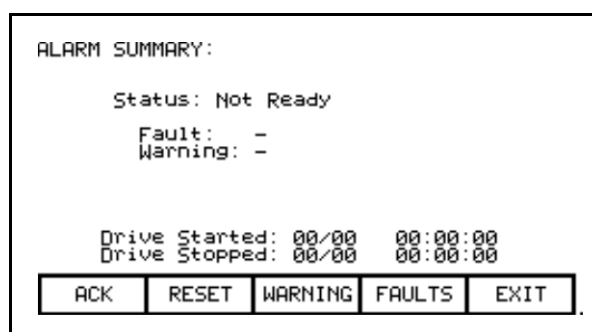 ALARM SUMMARY:
Status: Not Ready
Fault: -
Warning: -
Drive Started: 00/00 00:00:00
Drive Stopped: 00/00 00:00:00
ACK RESET WARNING FAULTS EXIT
.